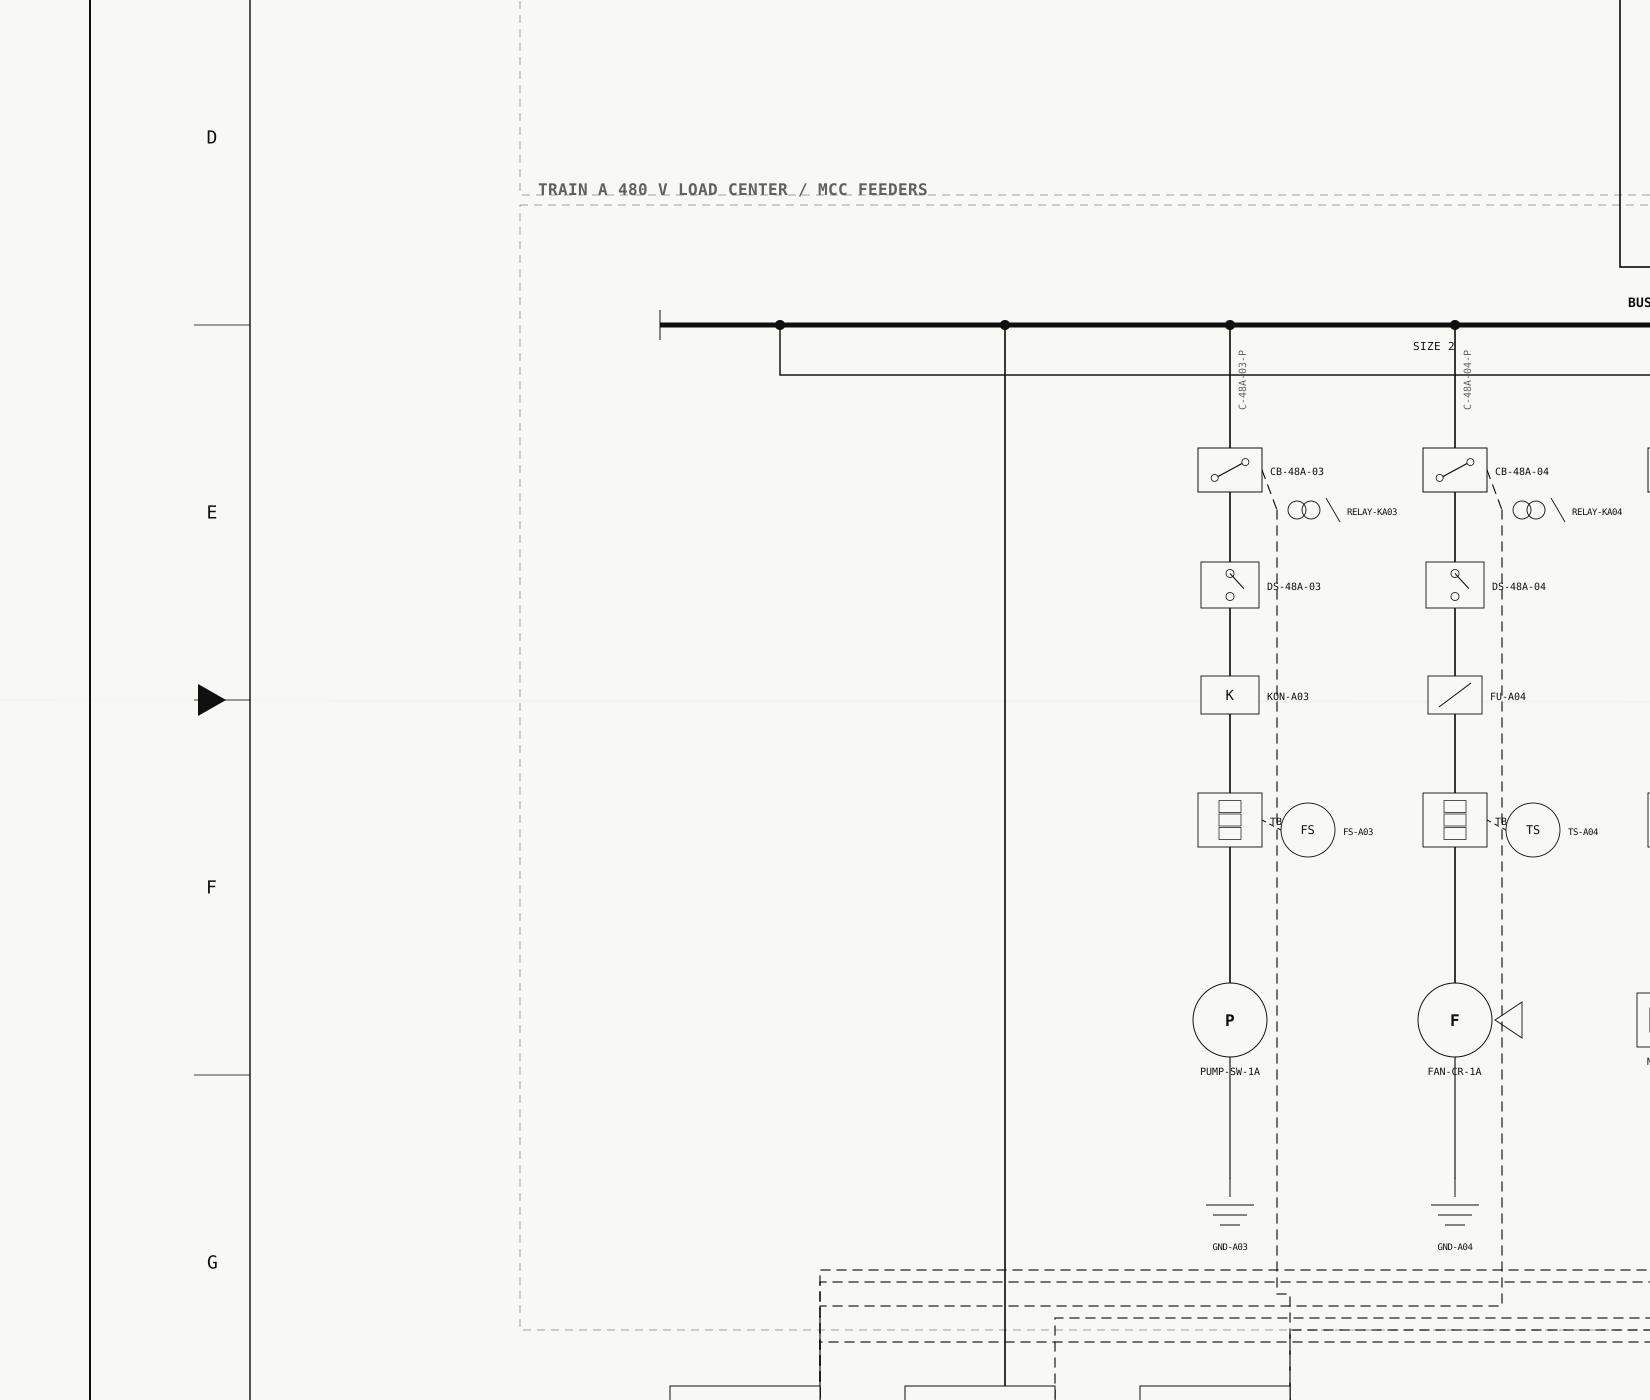 D
TRAIN A 480 V LOAD CENTER / MCC FEEDERS
BUS
SIZE 2
C-48A-03-P
C-48A-04-P
CB-48A-03
CB-48A-04
RELAY-KA03
RELAY-KA04
E
DS-48A-03
DS-48A-04
K
KON-A03
FU-A04
TB
FS
FS-A03
TB
TS
TS-A04
F
P
F
PUMP-SW-1A
FAN-CR-1A
GND-A03
GND-A04
G